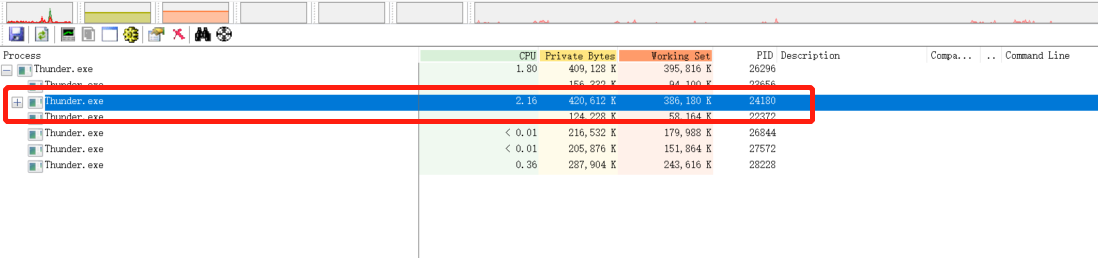 Process CPU Private Bytes Working Set PID Description Compa... .. Command Line
Thunder.exe 1.80 409,128 K 395,816 K 26296
Thunder.exe 156,332 K 94,100 K 23656
Thunder.exe 2.16 420,612 K 386,180 K 24180
Thunder.exe 124,228 K 58,164 K 22372
Thunder.exe < 0.01 216,532 K 179,988 K 26844
Thunder.exe < 0.01 205,876 K 151,864 K 27572
Thunder.exe 0.36 287,904 K 243,616 K 28228